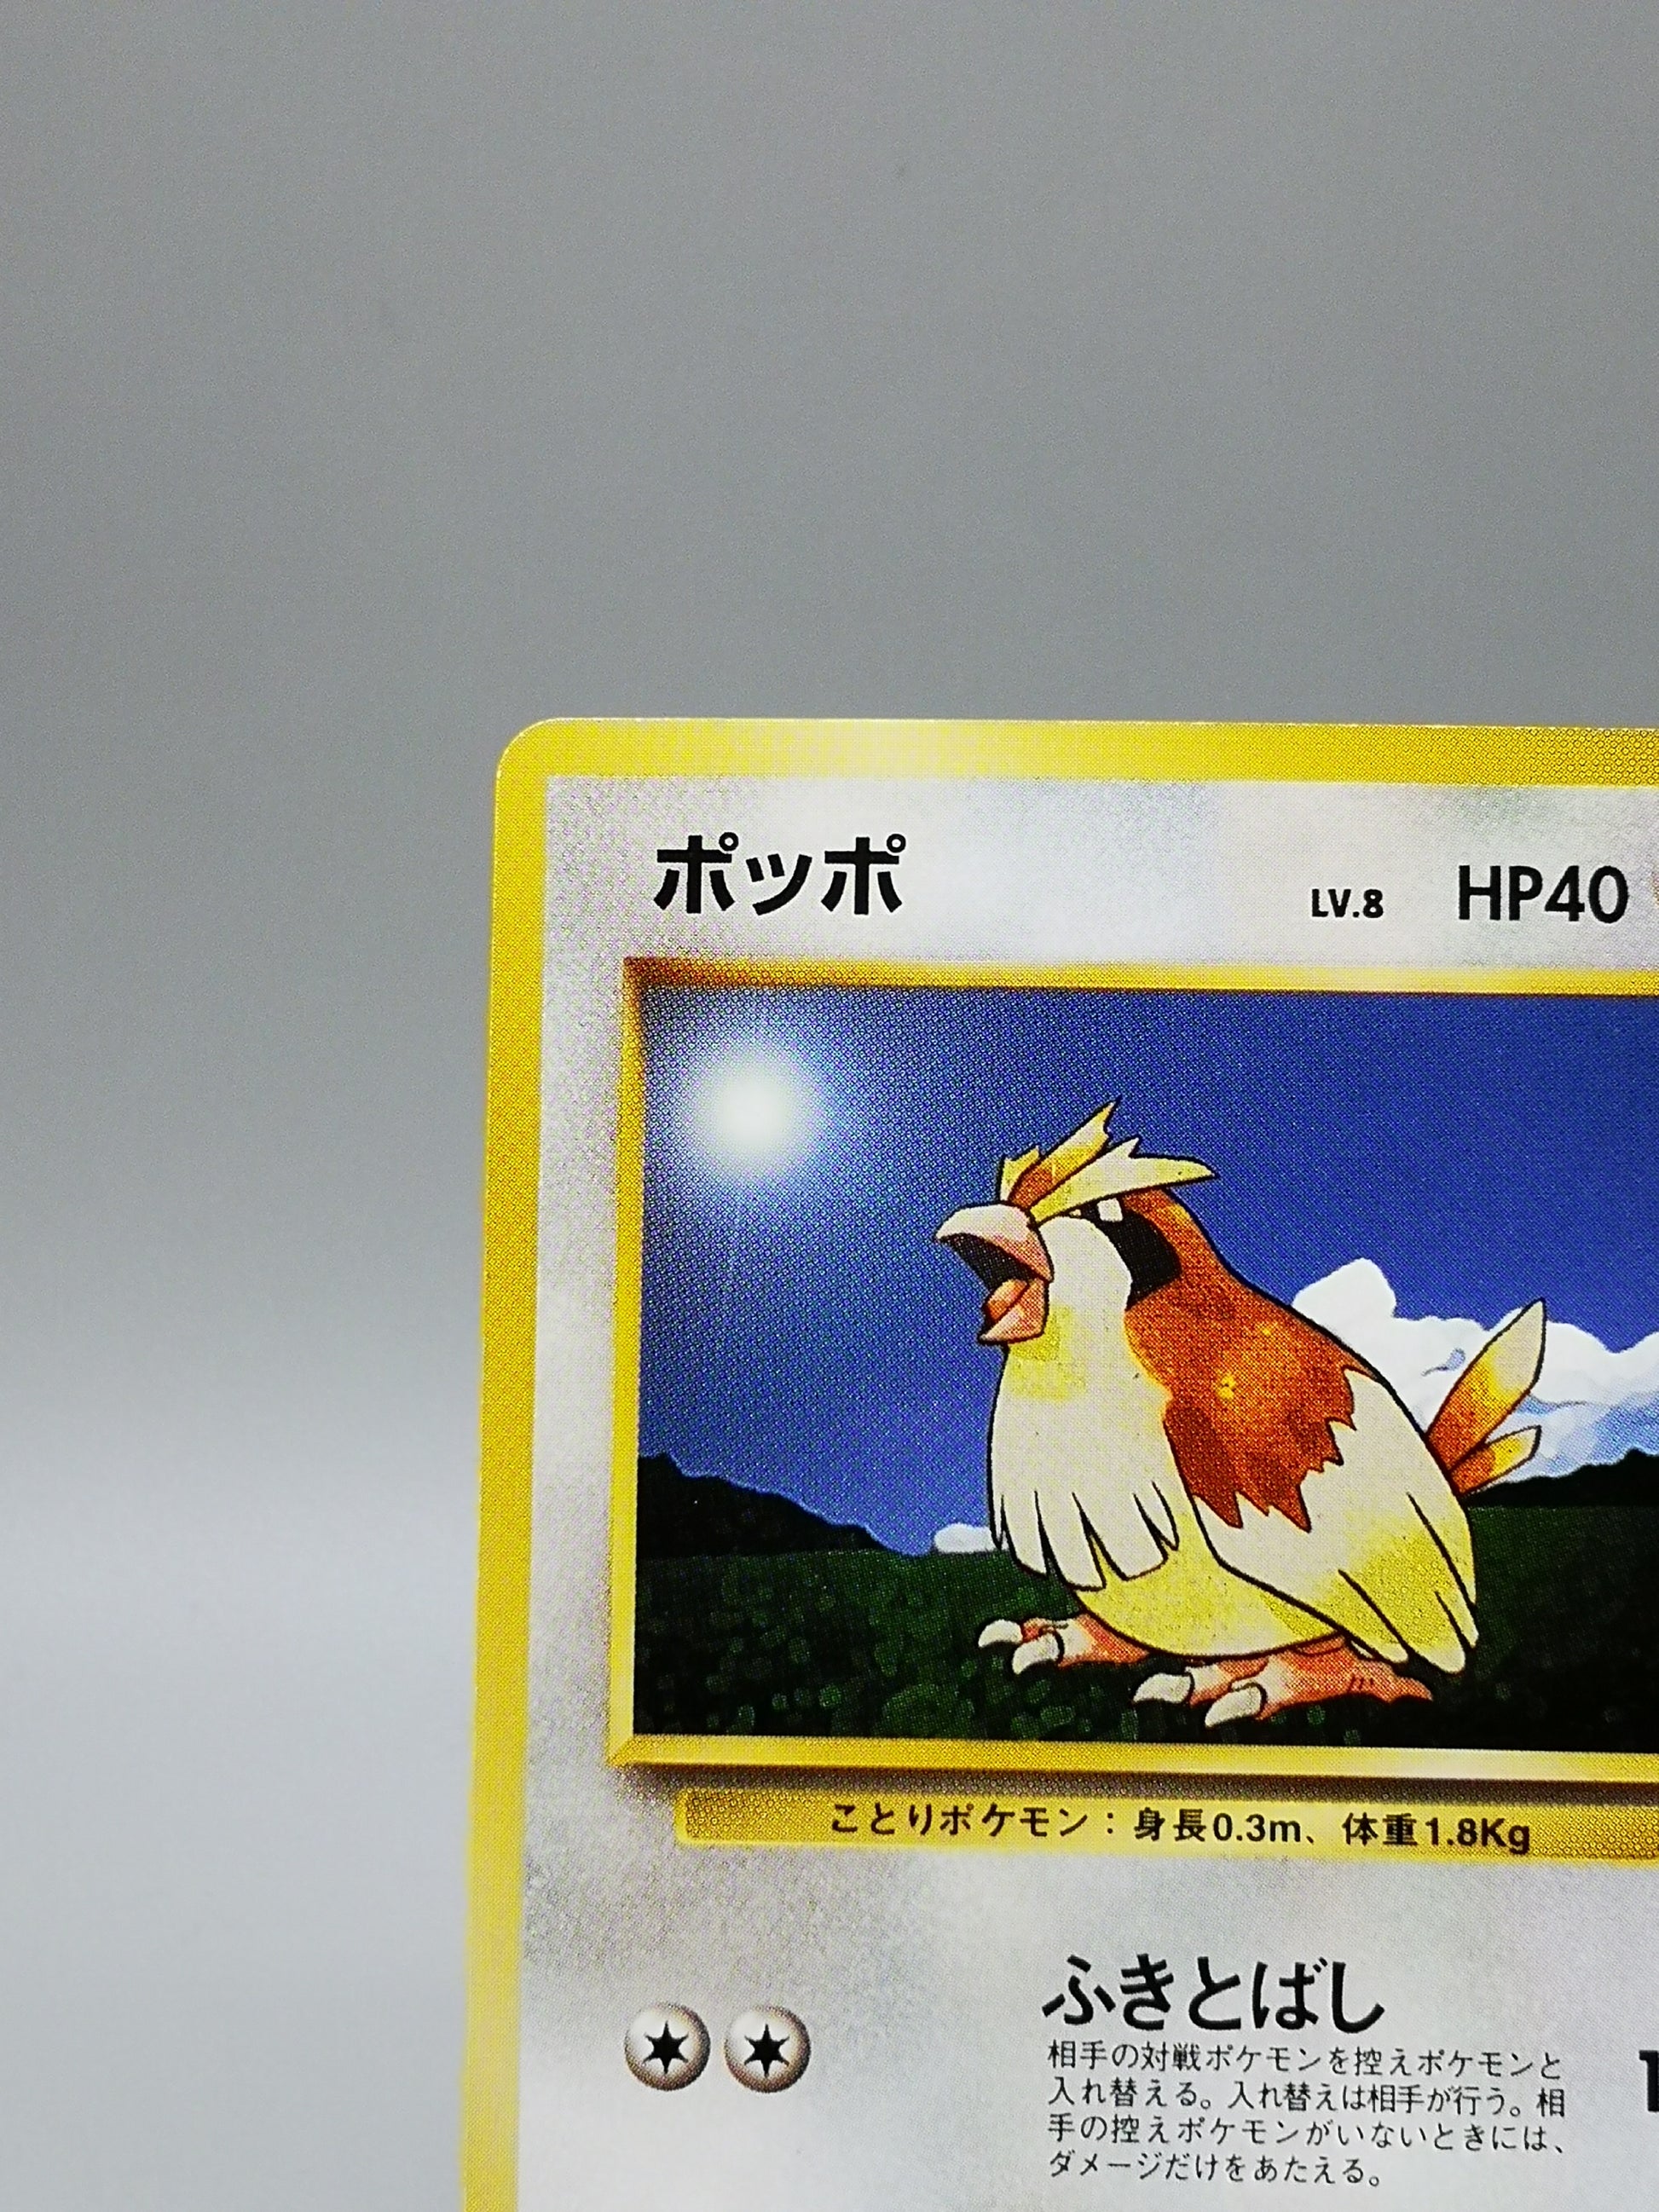 ポッポ LV.8 HP40
ことりポケモン：身長0.3m、体重1.8Kg
ふきとばし
相手の対戦ポケモンを控えポケモンと
入れ替える。入れ替えは相手が行う。相
手の控えポケモンがいないときには、
ダメージだけをあたえる。